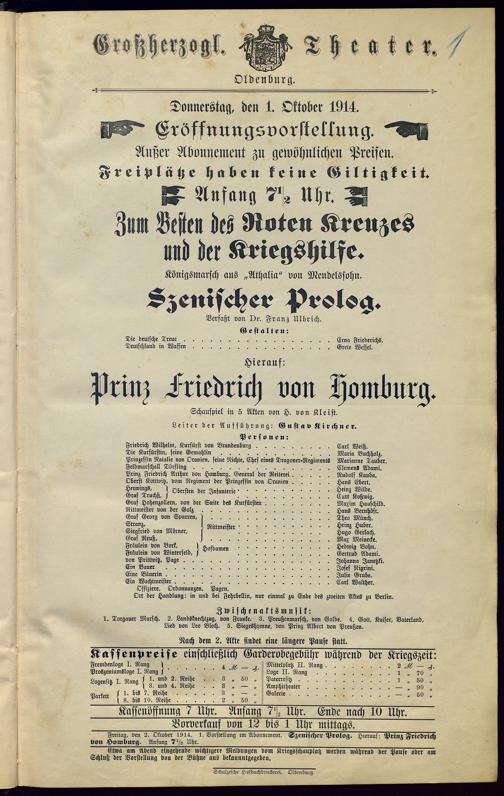 Großherzogl. Theater.
1
Oldenburg.
Donnerstag, den 1. Oktober 1914.
Eröffnungsvorstellung.
Außer Abonnement zu gewöhnlichen Preisen.
Freiplätze haben keine Giltigkeit.
Anfang 7½ Uhr.
Zum Besten des Roten Kreuzes
und der Kriegshilfe.
Königsmarsch aus „Athalia“ von Mendelssohn.
Szenischer Prolog.
Verfaßt von Dr. Franz Ulbrich.
Gestalten:
Die deutsche Treue . . . Erna Friederichs.
Deutschland in Waffen . . . Grete Wessel.
Hierauf:
Prinz Friedrich von Homburg.
Schauspiel in 5 Akten von H. von Kleist.
Leiter der Aufführung: Gustav Kirchner.
Personen:
Friedrich Wilhelm, Kurfürst von Brandenburg . . . Carl Weiß.
Die Kurfürstin, seine Gemahlin . . . Maria Buchholz.
Prinzessin Natalie von Oranien, seine Nichte, Chef eines Dragoner-Regiments Marianne Tauber.
Feldmarschall Dörfling . . . Clemens Adami.
Prinz Friedrich Arthur von Homburg, General der Reiterei . . . Rudolf Kauba.
Oberst Kottwitz, vom Regiment der Prinzessin von Oranien . . . Hans Ebert.
Hennings, } Obersten der Infanterie . . . Heinz Wilde.
Graf Truchß, } . . . Curt Koßwig.
Graf Hohenzollern, von der Suite des Kurfürsten . . . Maxim Hauschild.
Rittmeister von der Golz . . . Hans Bernhöft.
Graf Georg von Sparren, } . . . Theo Münch.
Stranz, } Rittmeister . . . Heinz Huber.
Siegfried von Mörner, } . . . Hugo Gerlach.
Graf Reuß, } . . . Max Meinecke.
Fräulein von Bork, } Hofdamen . . . Hedwig Bohn.
Fräulein von Winterfeld, } . . . Gertrud Adami.
von Prittwitz, Page . . . Johanna Janetzki.
Ein Bauer . . . Josef Nigrini.
Eine Bäuerin . . . Julie Grube.
Ein Wachtmeister . . . Carl Walther.
Offiziere. Ordonnanzen. Pagen.
Ort der Handlung: in und bei Fehrbellin, nur einmal zu Ende des zweiten Aktes zu Berlin.
Zwischenaktsmusik:
1. Torgauer Marsch. 2. Landsknechtzug, von Francke. 3. Preußenmarsch, von Golde. 4. Gott, Kaiser, Vaterland,
Lied von Leo Blech. 5. Siegeshymne, von Prinz Albert von Preußen.
Nach dem 2. Akte findet eine längere Pause statt.
Kassenpreise einschließlich Garderobegebühr während der Kriegszeit:
Fremdenloge I. Rang } . . . 4 M — ₰.
Proszeniumsloge I. Rang }
Logensitz I. Rang { 1. und 2. Reihe . . . 3 „ 50 „
3. und 4. Reihe . . . 3 „ — „
Parkett { 1. bis 7. Reihe . . . 3 „ — „
8. bis 10. Reihe . . . 2 „ 50 „
Mittelplatz II. Rang . . . 2 M — ₰.
Loge II. Rang . . . 1 „ 70 „
Parterresitz . . . 1 „ 50 „
Amphitheater . . . — „ 90 „
Galerie . . . — „ 50 „
Kassenöffnung 7 Uhr. Anfang 7½ Uhr. Ende nach 10 Uhr.
Vorverkauf von 12 bis 1 Uhr mittags.
Freitag, den 2. Oktober 1914. 1. Vorstellung im Abonnement. Szenischer Prolog. Hierauf: Prinz Friedrich
von Homburg. Anfang 7½ Uhr.
Etwa am Abend eingehende wichtigere Meldungen vom Kriegsschauplatz werden während der Pause oder am
Schluß der Vorstellung von der Bühne aus bekanntgegeben.
Schulzesche Hofbuchdruckerei, Oldenburg.